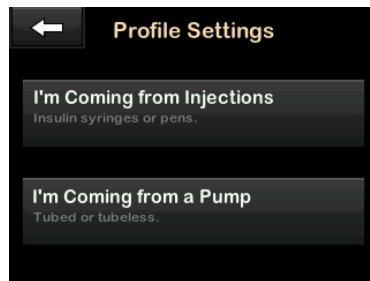 Profile Settings
I'm Coming from Injections
Insulin syringes or pens.
I'm Coming from a Pump
Tubed or tubeless.